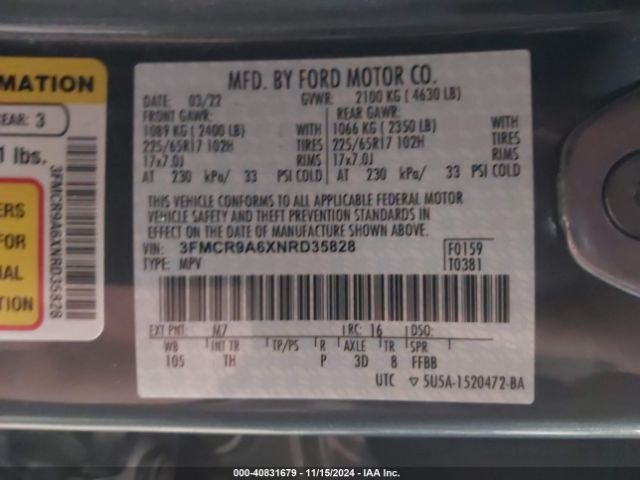 RMATION
EAR: 3
1 lbs.
ERS
FOR
IAL
ATION
3FMCR9A6XNRD35828
MFD. BY FORD MOTOR CO.
DATE: 03/22 GVWR: 2100 KG ( 4630 LB)
FRONT GAWR: REAR GAWR:
1089 KG ( 2400 LB) WITH 1066 KG ( 2350 LB) WITH
225/65R17 102H TIRES 225/65R17 102H TIRES
17x7.0J RIMS 17x7.0J RIMS
AT 230 kPa/ 33 PSI COLD AT 230 kPa/ 33 PSI COLD
THIS VEHICLE CONFORMS TO ALL APPLICABLE FEDERAL MOTOR
VEHICLE SAFETY AND THEFT PREVENTION STANDARDS IN
EFFECT ON THE DATE OF MANUFACTURE SHOWN ABOVE.
VIN: 3FMCR9A6XNRD35828 F0159
TYPE: MPV T0381
EXT PNT: M7 RC: 16 DSO:
WB INT TR TP/PS R AXLE TR SPR
105 TH P 3D 8 FFBB
UTC 5U5A-1520472-BA
000-40831679 - 11/15/2024 - IAA Inc.